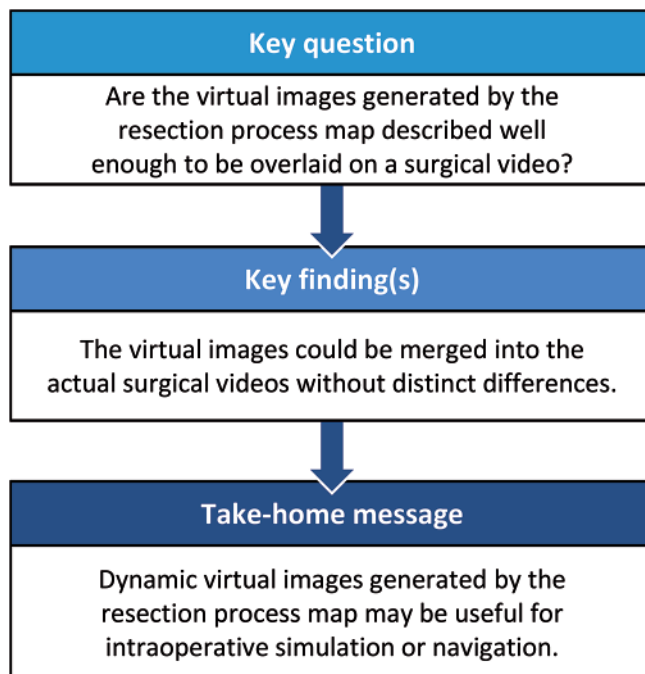 Key question
Are the virtual images generated by the
resection process map described well
enough to be overlaid on a surgical video?
Key finding(s)
The virtual images could be merged into the
actual surgical videos without distinct differences.
Take-home message
Dynamic virtual images generated by the
resection process map may be useful for
intraoperative simulation or navigation.